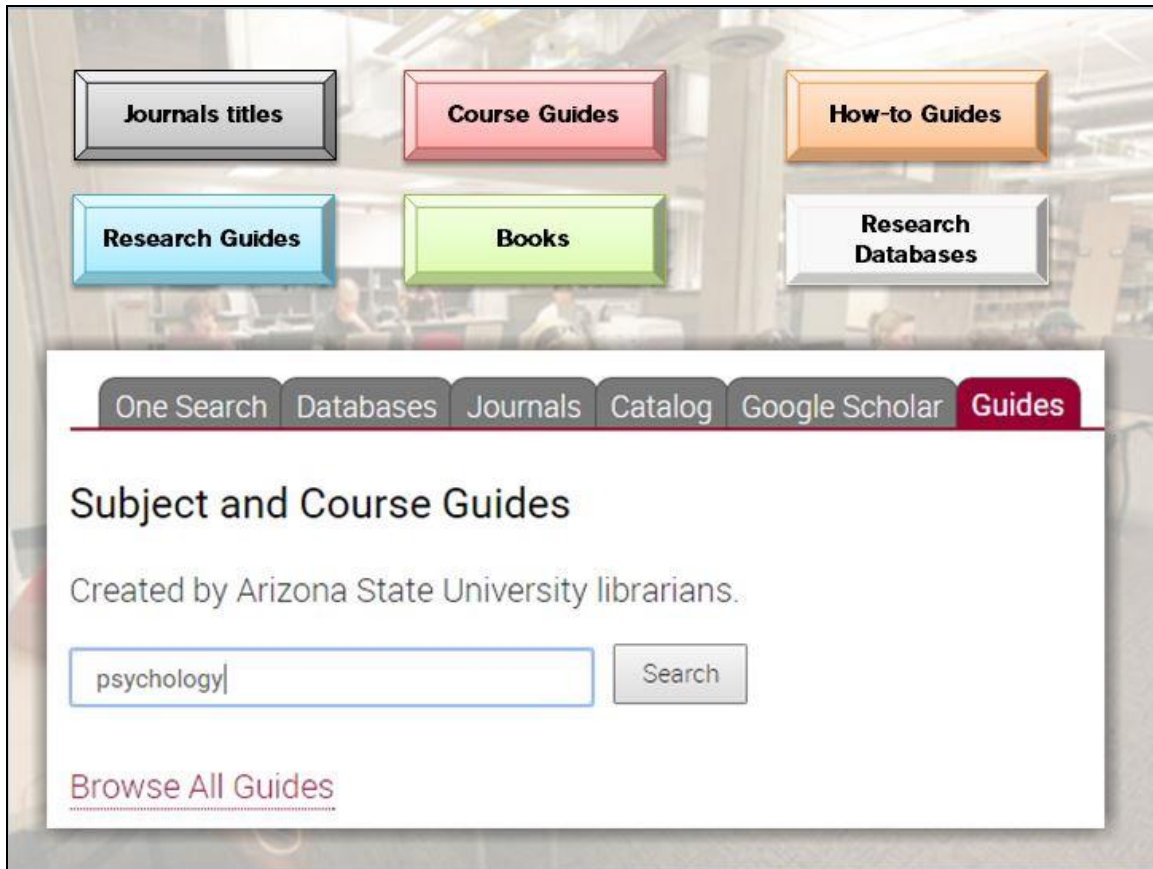 Journals titles
Course Guides
How-to Guides
Research Guides
Books
Research
Databases
One Search Databases Journals Catalog Google Scholar Guides
Subject and Course Guides
Created by Arizona State University librarians.
psychology
Search
Browse All Guides